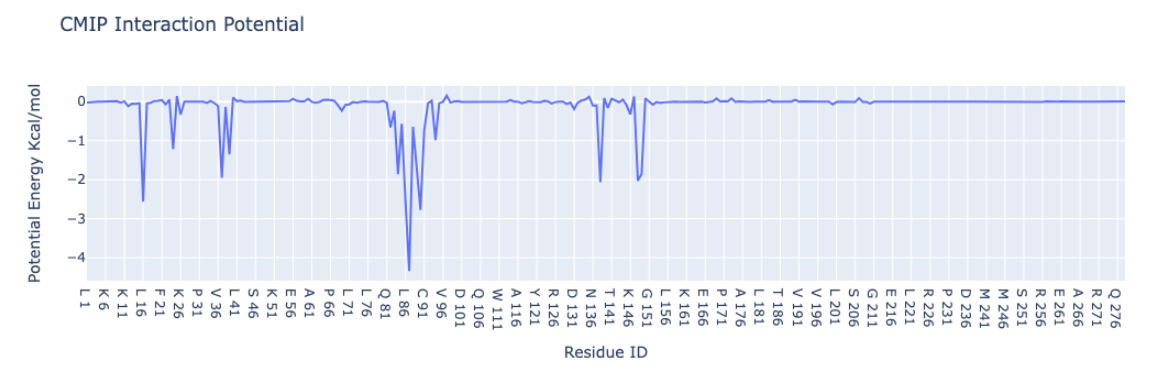 CMIP Interaction Potential
Potential Energy Kcal/mol
0
−1
−2
−3
−4
L 1
K 6
K 11
L 16
F 21
K 26
P 31
V 36
L 41
S 46
K 51
E 56
A 61
P 66
L 71
L 76
Q 81
L 86
C 91
V 96
D 101
Q 106
W 111
A 116
Y 121
R 126
D 131
N 136
T 141
K 146
G 151
L 156
K 161
E 166
P 171
A 176
L 181
T 186
V 191
V 196
L 201
S 206
G 211
E 216
L 221
R 226
P 231
D 236
M 241
M 246
S 251
R 256
E 261
A 266
R 271
Q 276
Residue ID